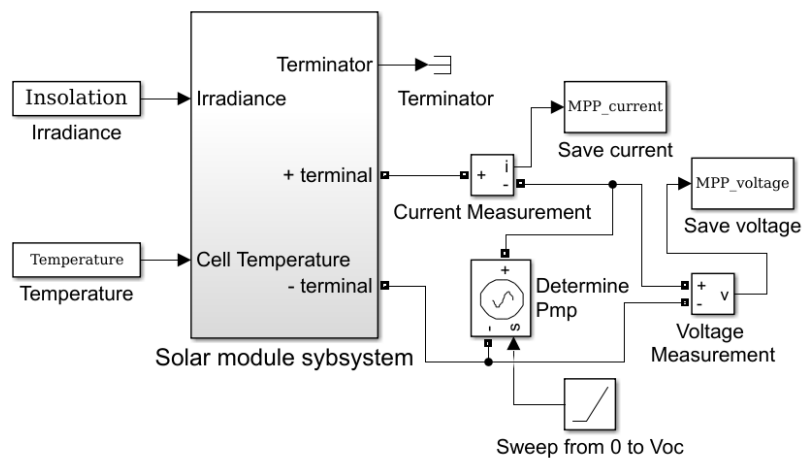 Terminator
Insolation
Irradiance
Irradiance
Terminator
MPP_current
Save current
+ terminal
+
i
-
Current Measurement
MPP_voltage
Save voltage
Temperature
Temperature
Cell Temperature
- terminal
+
-
s
Determine
Pmp
+
-
v
Voltage
Measurement
Solar module sybsystem
Sweep from 0 to Voc